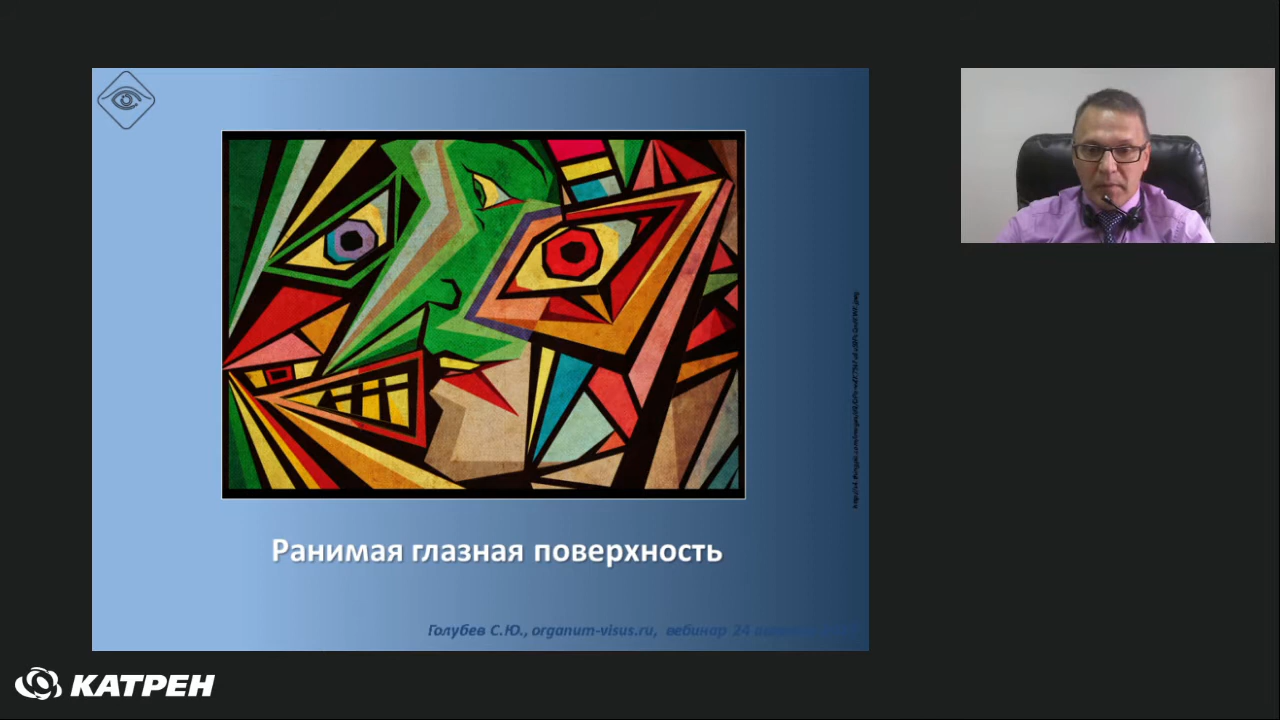 Ранимая глазная поверхность
Голубев С.Ю., organum-visus.ru, вебинар 24
КАТРЕН